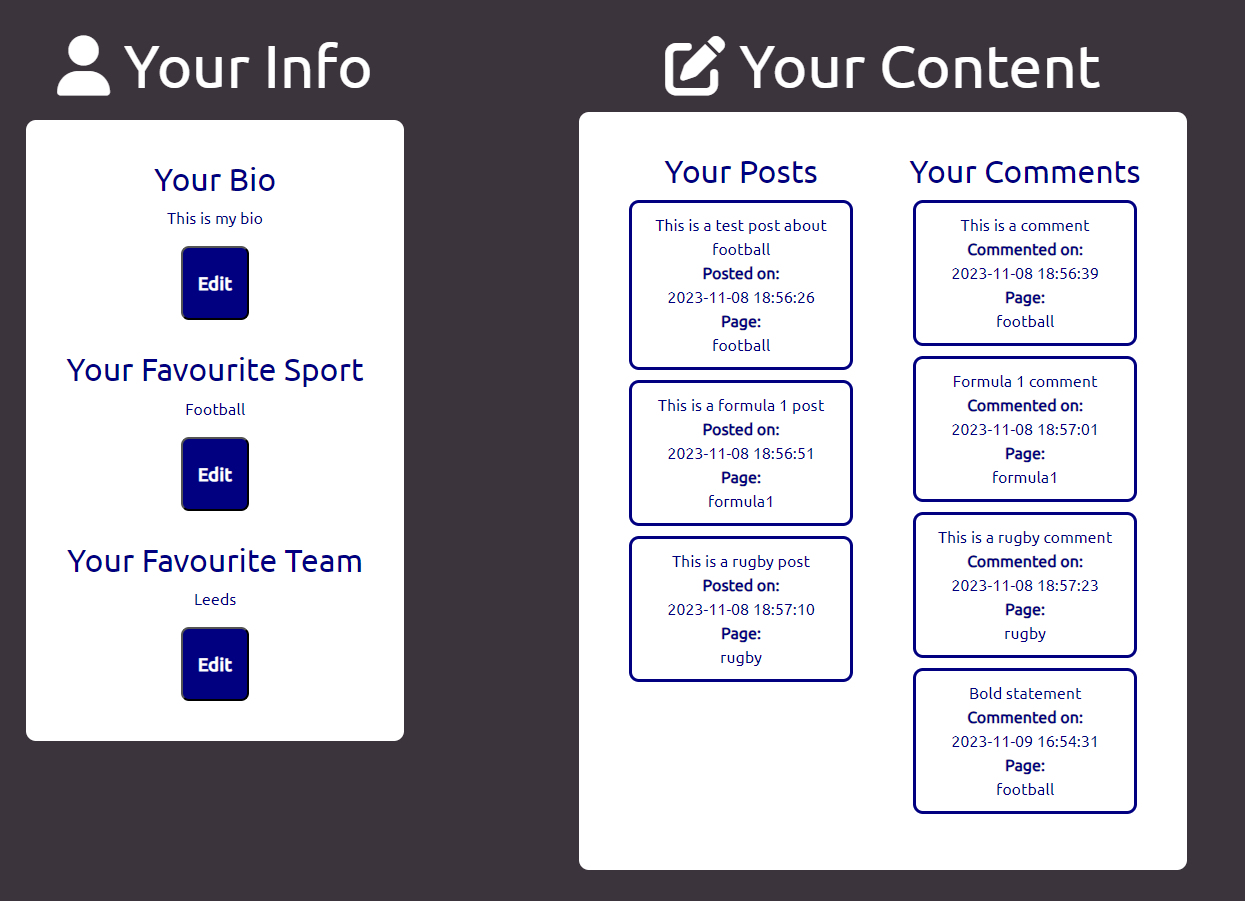 Your Info
Your Bio
This is my bio
Edit
Your Favourite Sport
Football
Edit
Your Favourite Team
Leeds
Edit
Your Content
Your Posts
This is a test post about
football
Posted on:
2023-11-08 18:56:26
Page:
football
This is a formula 1 post
Posted on:
2023-11-08 18:56:51
Page:
formula1
This is a rugby post
Posted on:
2023-11-08 18:57:10
Page:
rugby
Your Comments
This is a comment
Commented on:
2023-11-08 18:56:39
Page:
football
Formula 1 comment
Commented on:
2023-11-08 18:57:01
Page:
formula1
This is a rugby comment
Commented on:
2023-11-08 18:57:23
Page:
rugby
Bold statement
Commented on:
2023-11-09 16:54:31
Page:
football